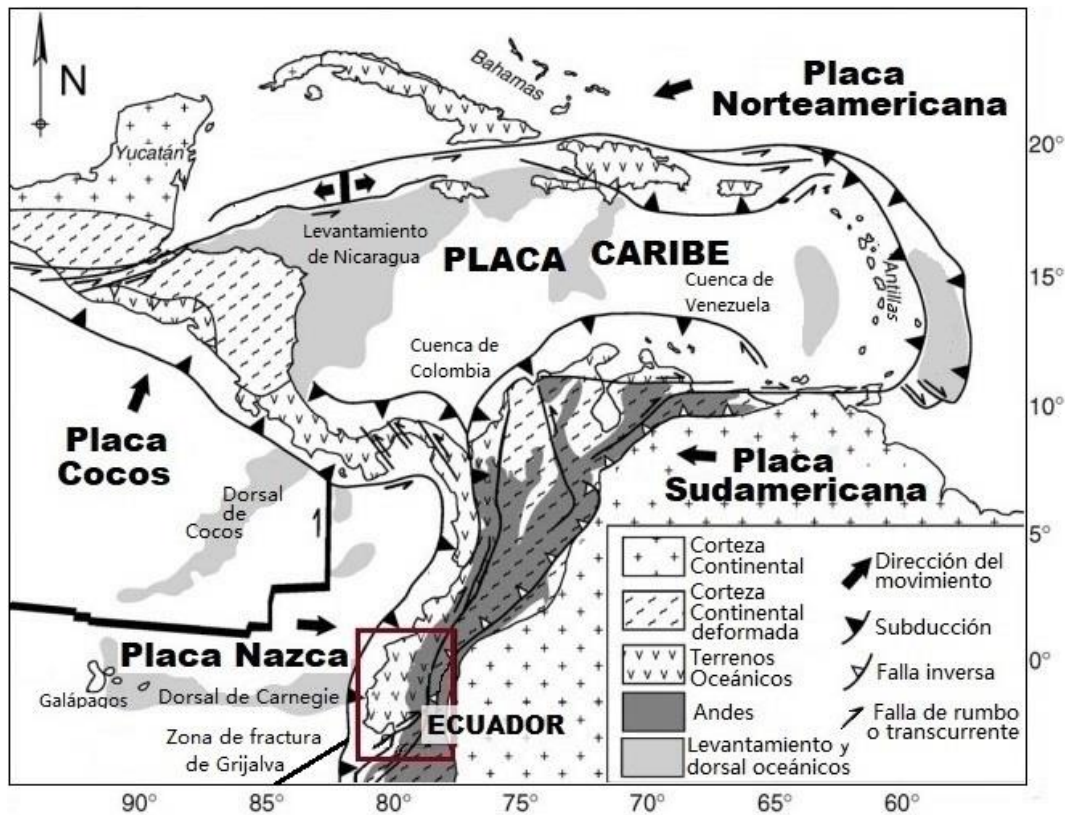 N
Bahamas
Placa
Norteamericana
Yucatán
20°
Levantamiento
de Nicaragua
PLACA CARIBE
Cuenca de
Venezuela
Antillas
15°
Cuenca de
Colombia
Placa
Cocos
10°
Placa
Sudamericana
Dorsal
de
Cocos
5°
Corteza
Continental
Dirección del
movimiento
Corteza
Continental
deformada
Subducción
Terrenos
Oceánicos
Falla inversa
Andes
Falla de rumbo
o transcurrente
Levantamiento y
dorsal oceánicos
Placa Nazca
0°
Galápagos
Dorsal de Carnegie
ECUADOR
Zona de fractura
de Grijalva
90°
85°
80°
75°
70°
65°
60°